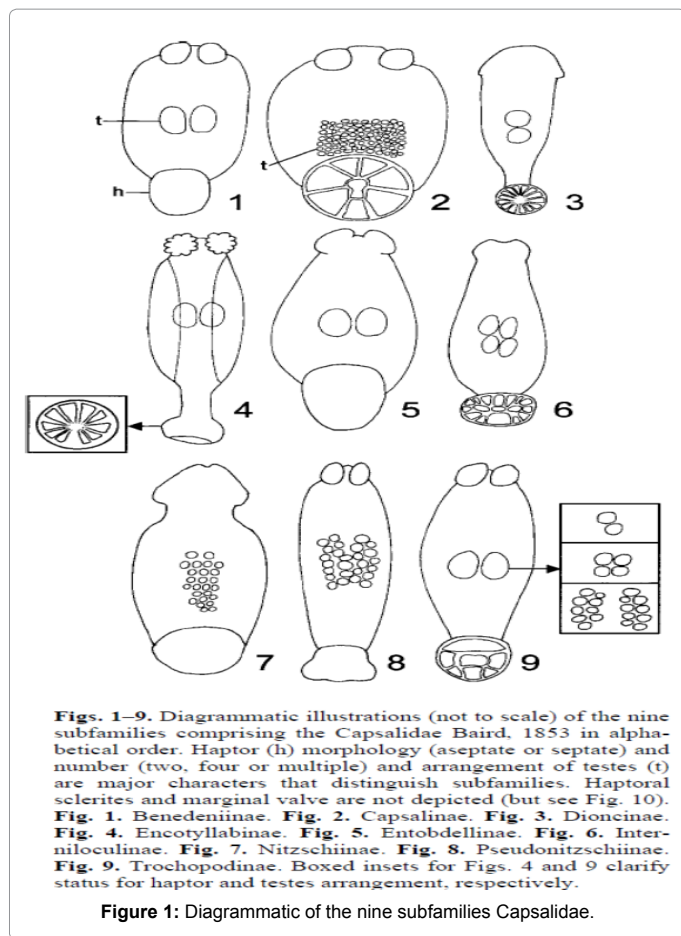 t
h
1
t
2
3
4
5
6
7
8
9
Figs. 1–9. Diagrammatic illustrations (not to scale) of the nine
subfamilies comprising the Capsalidae Baird, 1853 in alpha-
betical order. Haptor (h) morphology (aseptate or septate) and
number (two, four or multiple) and arrangement of testes (t)
are major characters that distinguish subfamilies. Haptoral
sclerites and marginal valve are not depicted (but see Fig. 10).
Fig. 1. Benedeniinae. Fig. 2. Capsalinae. Fig. 3. Dioncinae.
Fig. 4. Encotyllabinae. Fig. 5. Entobdellinae. Fig. 6. Inter-
niloculinae. Fig. 7. Nitzschiinae. Fig. 8. Pseudonitzschiinae.
Fig. 9. Trochopodinae. Boxed insets for Figs. 4 and 9 clarify
status for haptor and testes arrangement, respectively.
Figure 1: Diagrammatic of the nine subfamilies Capsalidae.